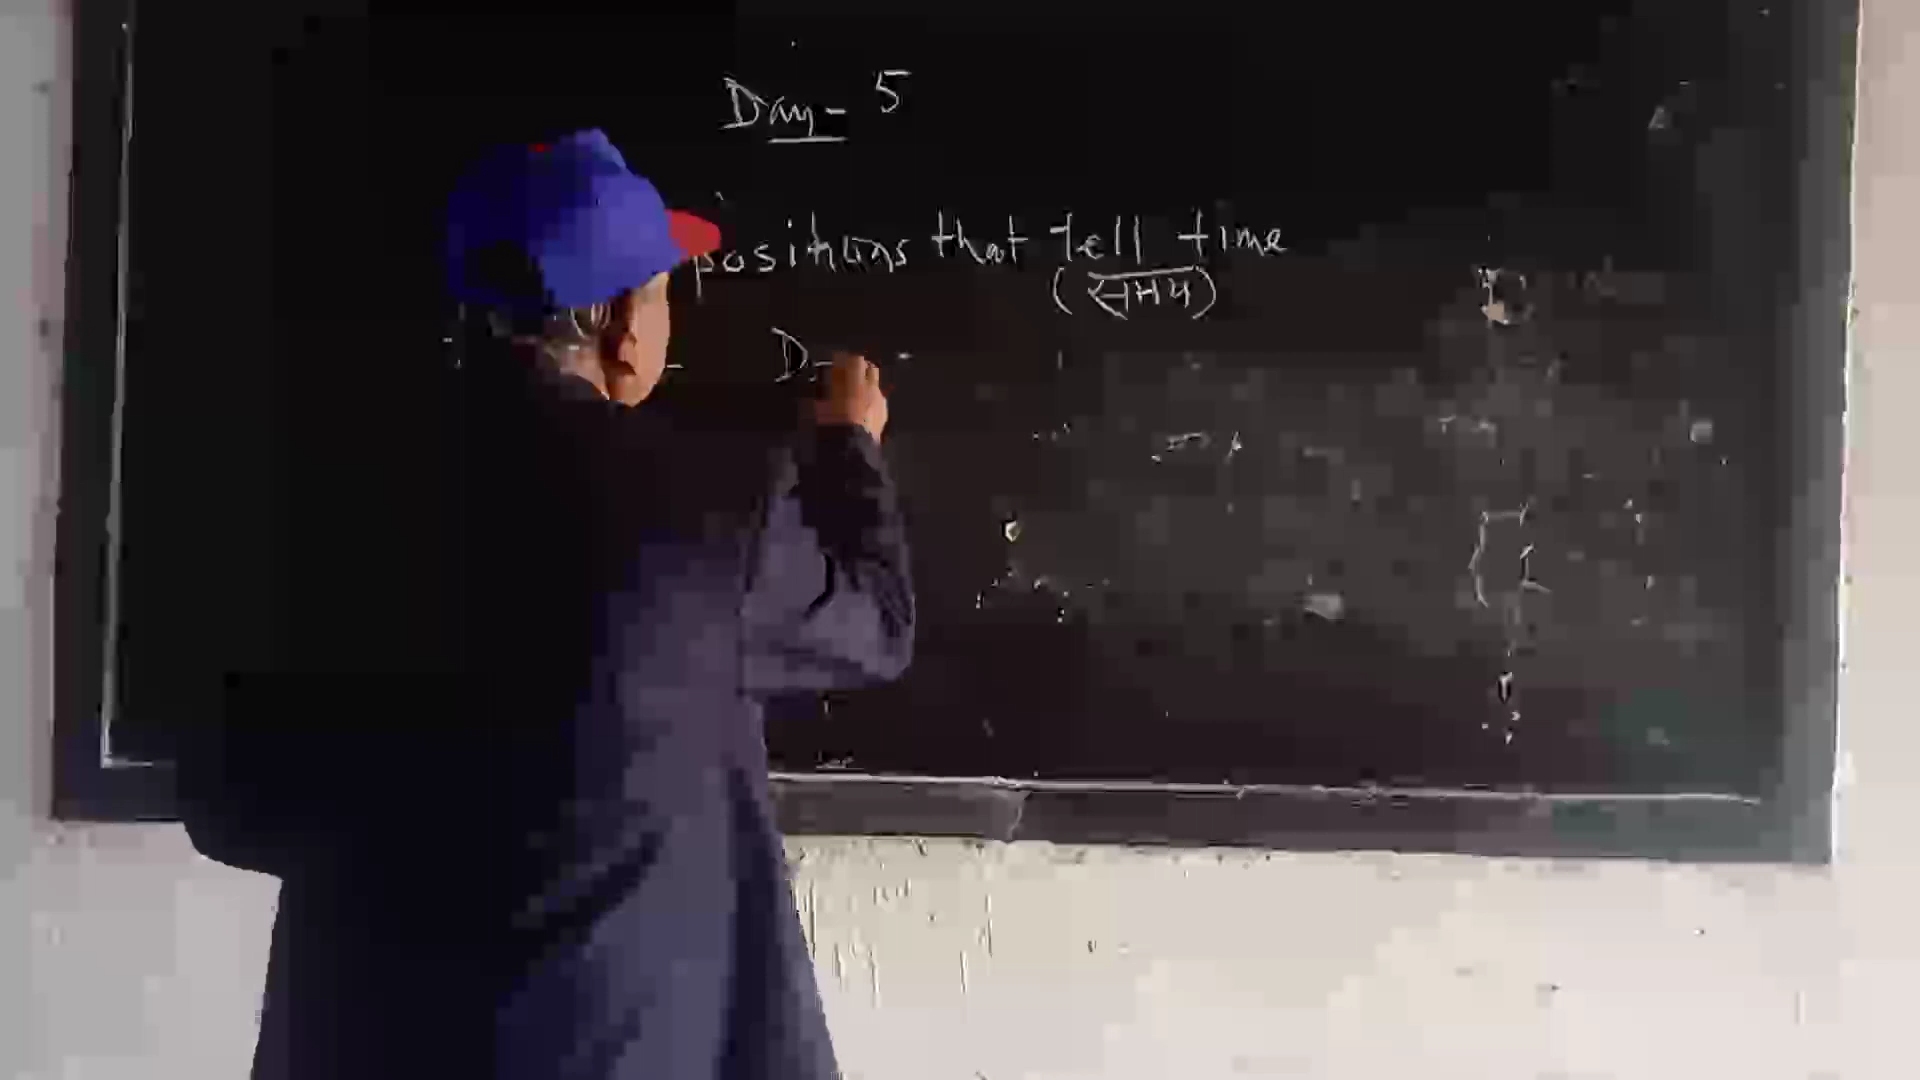 Day- 5
positions that tell time
(समय)